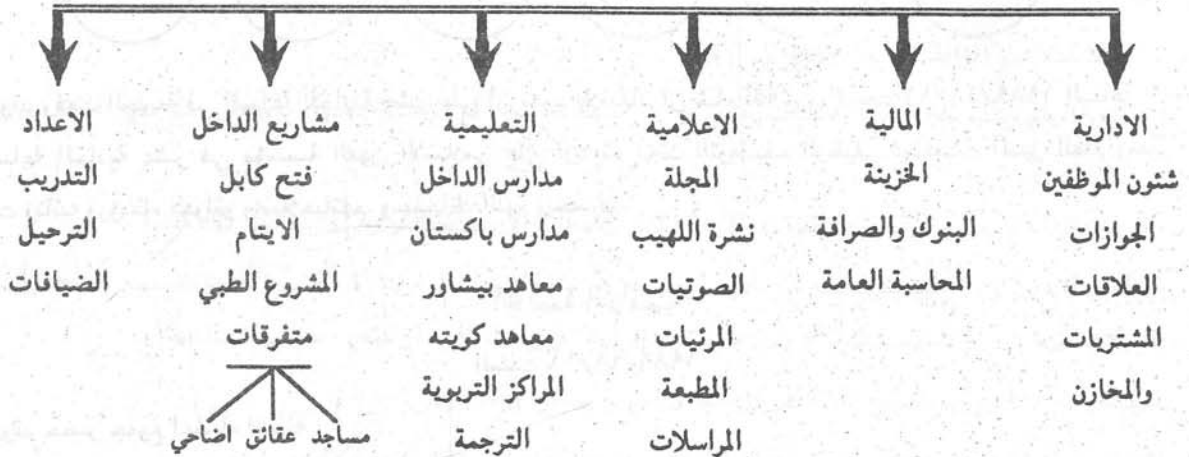 الادارية
شئون الموظفين
الجوازات
العلاقات
المشتريات
والمخازن
المالية
الخزينة
البنوك والصرافة
المحاسبة العامة
الاعلامية
المجلة
نشرة اللهيب
الصوتيات
المرئيات
المطبعة
المراسلات
التعليمية
مدارس الداخل
مدارس باكستان
معاهد بيشاور
معاهد كويته
المراكز التربوية
الترجمة
مشاريع الداخل
فتح كابل
الايتام
المشروع الطبي
متفرقات
مساجد عقائق اضاحي
الاعداد
التدريب
الترحيل
الضيافات